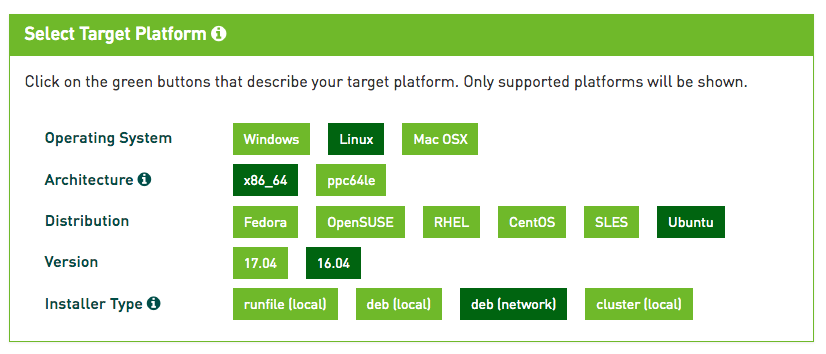 Select Target Platform
Click on the green buttons that describe your target platform. Only supported platforms will be shown.
Operating System Windows Linux Mac OSX
Architecture x86_64 ppc64le
Distribution Fedora OpenSUSE RHEL CentOS SLES Ubuntu
Version 17.04 16.04
Installer Type runfile (local) deb (local) deb (network) cluster (local)